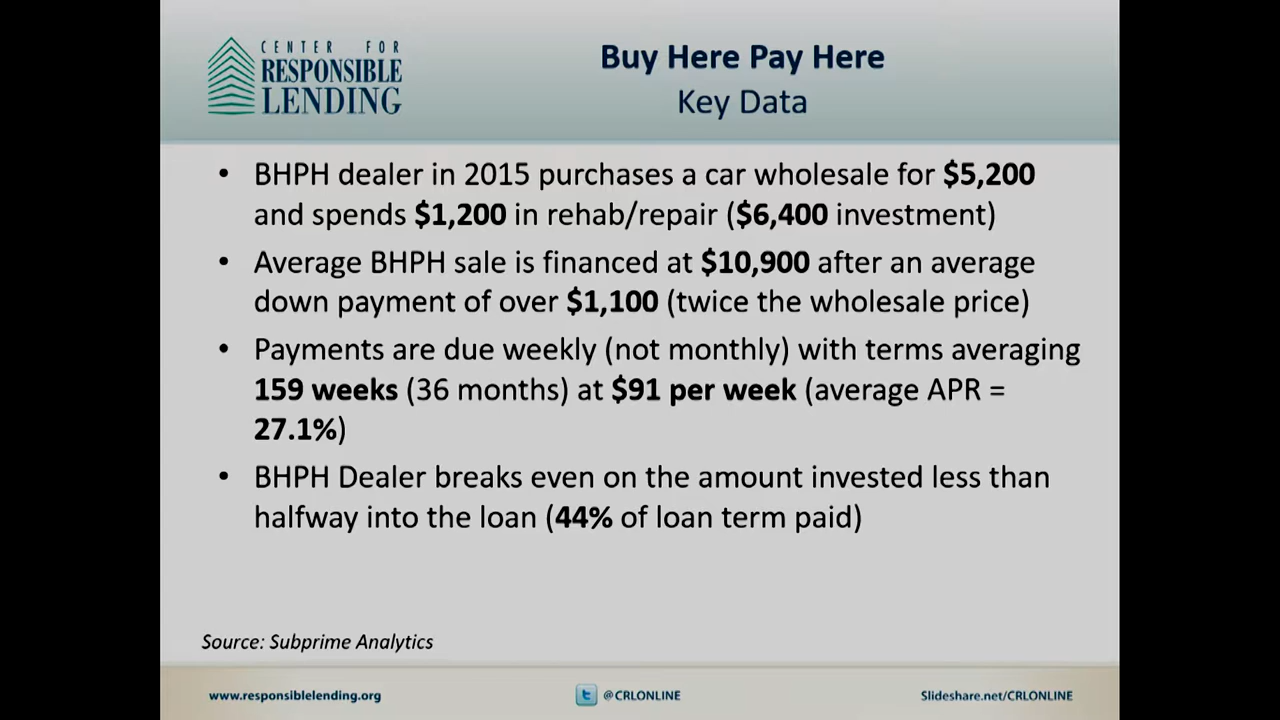 CENTER FOR
RESPONSIBLE
LENDING
Buy Here Pay Here
Key Data
• BHPH dealer in 2015 purchases a car wholesale for $5,200
and spends $1,200 in rehab/repair ($6,400 investment)
• Average BHPH sale is financed at $10,900 after an average
down payment of over $1,100 (twice the wholesale price)
• Payments are due weekly (not monthly) with terms averaging
159 weeks (36 months) at $91 per week (average APR =
27.1%)
• BHPH Dealer breaks even on the amount invested less than
halfway into the loan (44% of loan term paid)
Source: Subprime Analytics
www.responsiblelending.org
@CRLONLINE
Slideshare.net/CRLONLINE